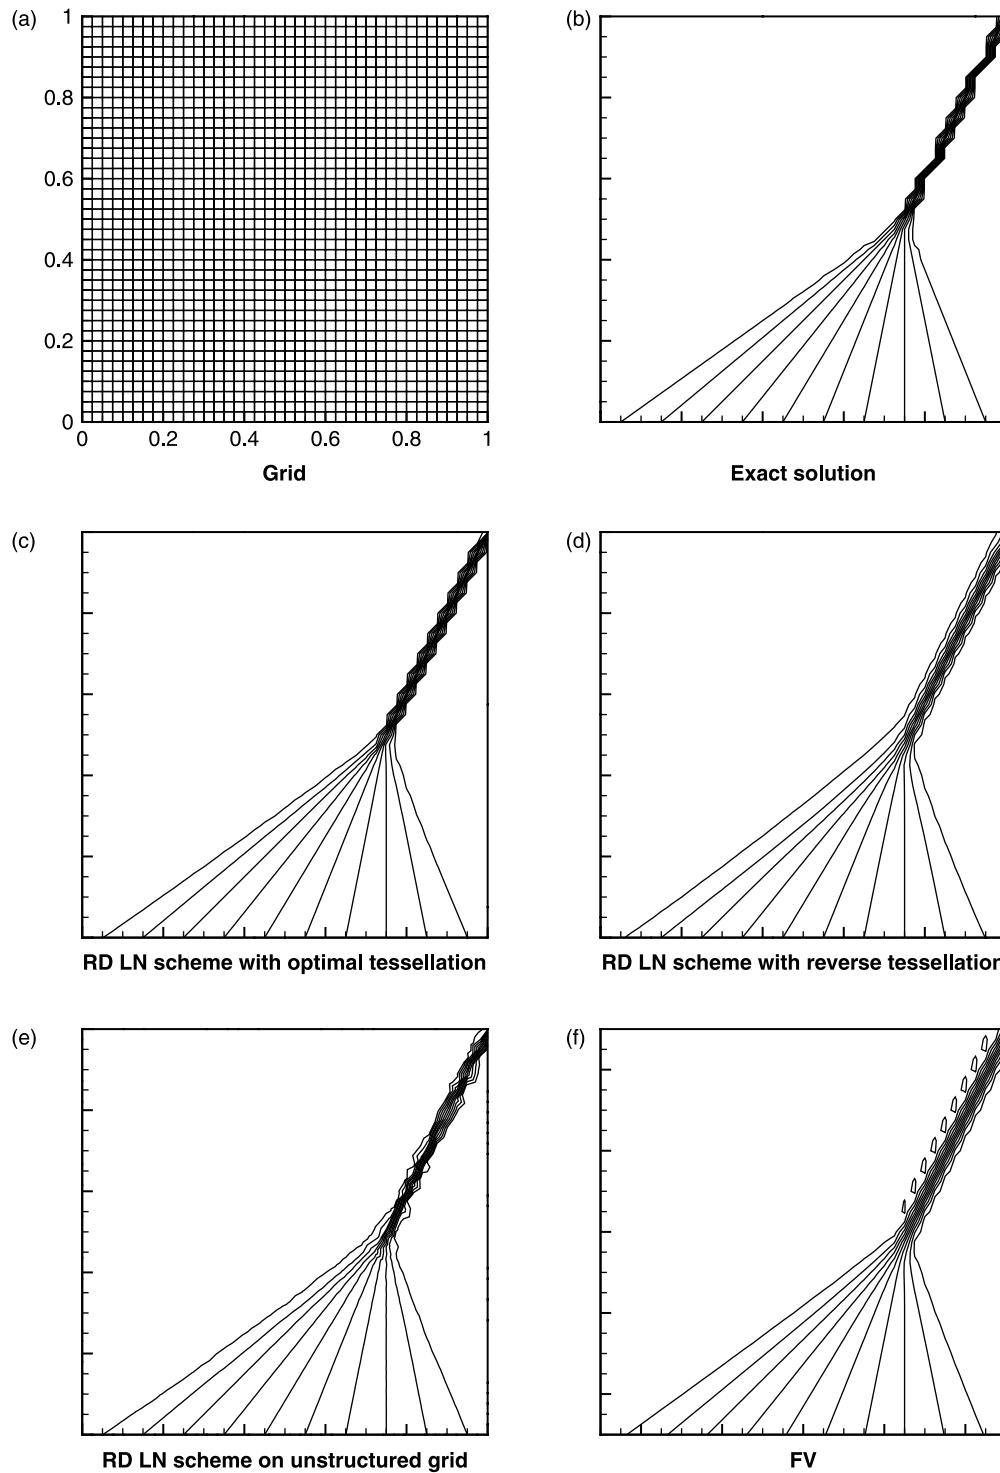 (a)
1
0.8
0.6
0.4
0.2
0
0 0.2 0.4 0.6 0.8 1
Grid
(b)
Exact solution
(c)
RD LN scheme with optimal tessellation
(d)
RD LN scheme with reverse tessellation
(e)
RD LN scheme on unstructured grid
(f)
FV